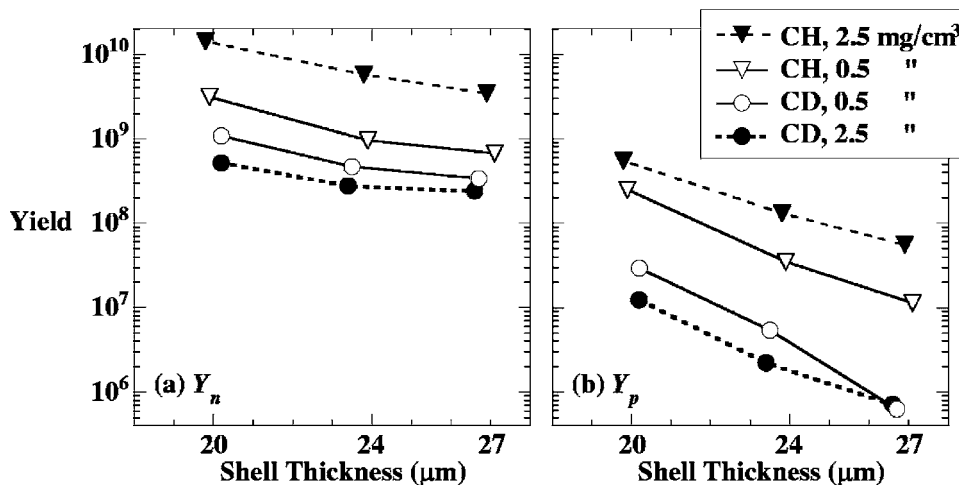 CH, 2.5 mg/cm³
CH, 0.5 "
CD, 0.5 "
CD, 2.5 "
Yield
10¹⁰
10⁹
10⁸
10⁷
10⁶
(a) Yₙ
(b) Yₚ
20 24 27
20 24 27
Shell Thickness (μm)
Shell Thickness (μm)